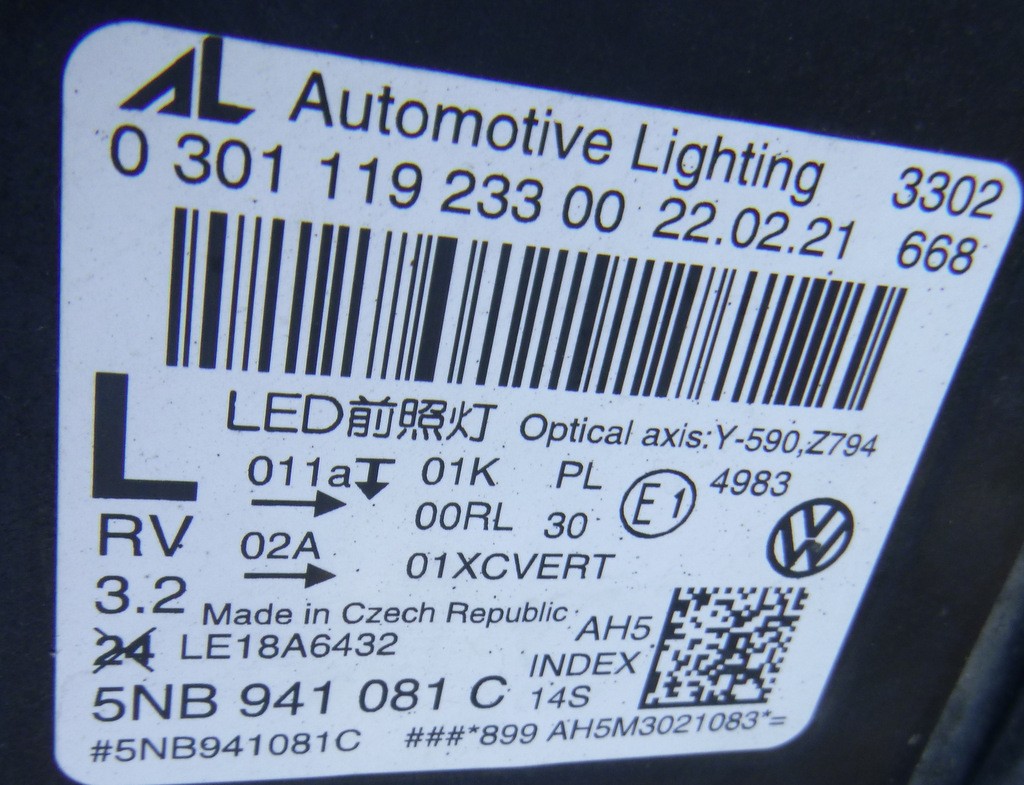 AL Automotive Lighting 3302
0 301 119 233 00 22.02.21 668
L
LED前照灯 Optical axis:Y-590,Z794
011a 01K PL E1 4983
00RL 30
RV 02A 01XCVERT
3.2 Made in Czech Republic
AH5
24 LE18A6432
INDEX
5NB 941 081 C 14S
#5NB941081C ###*899 AH5M3021083*=